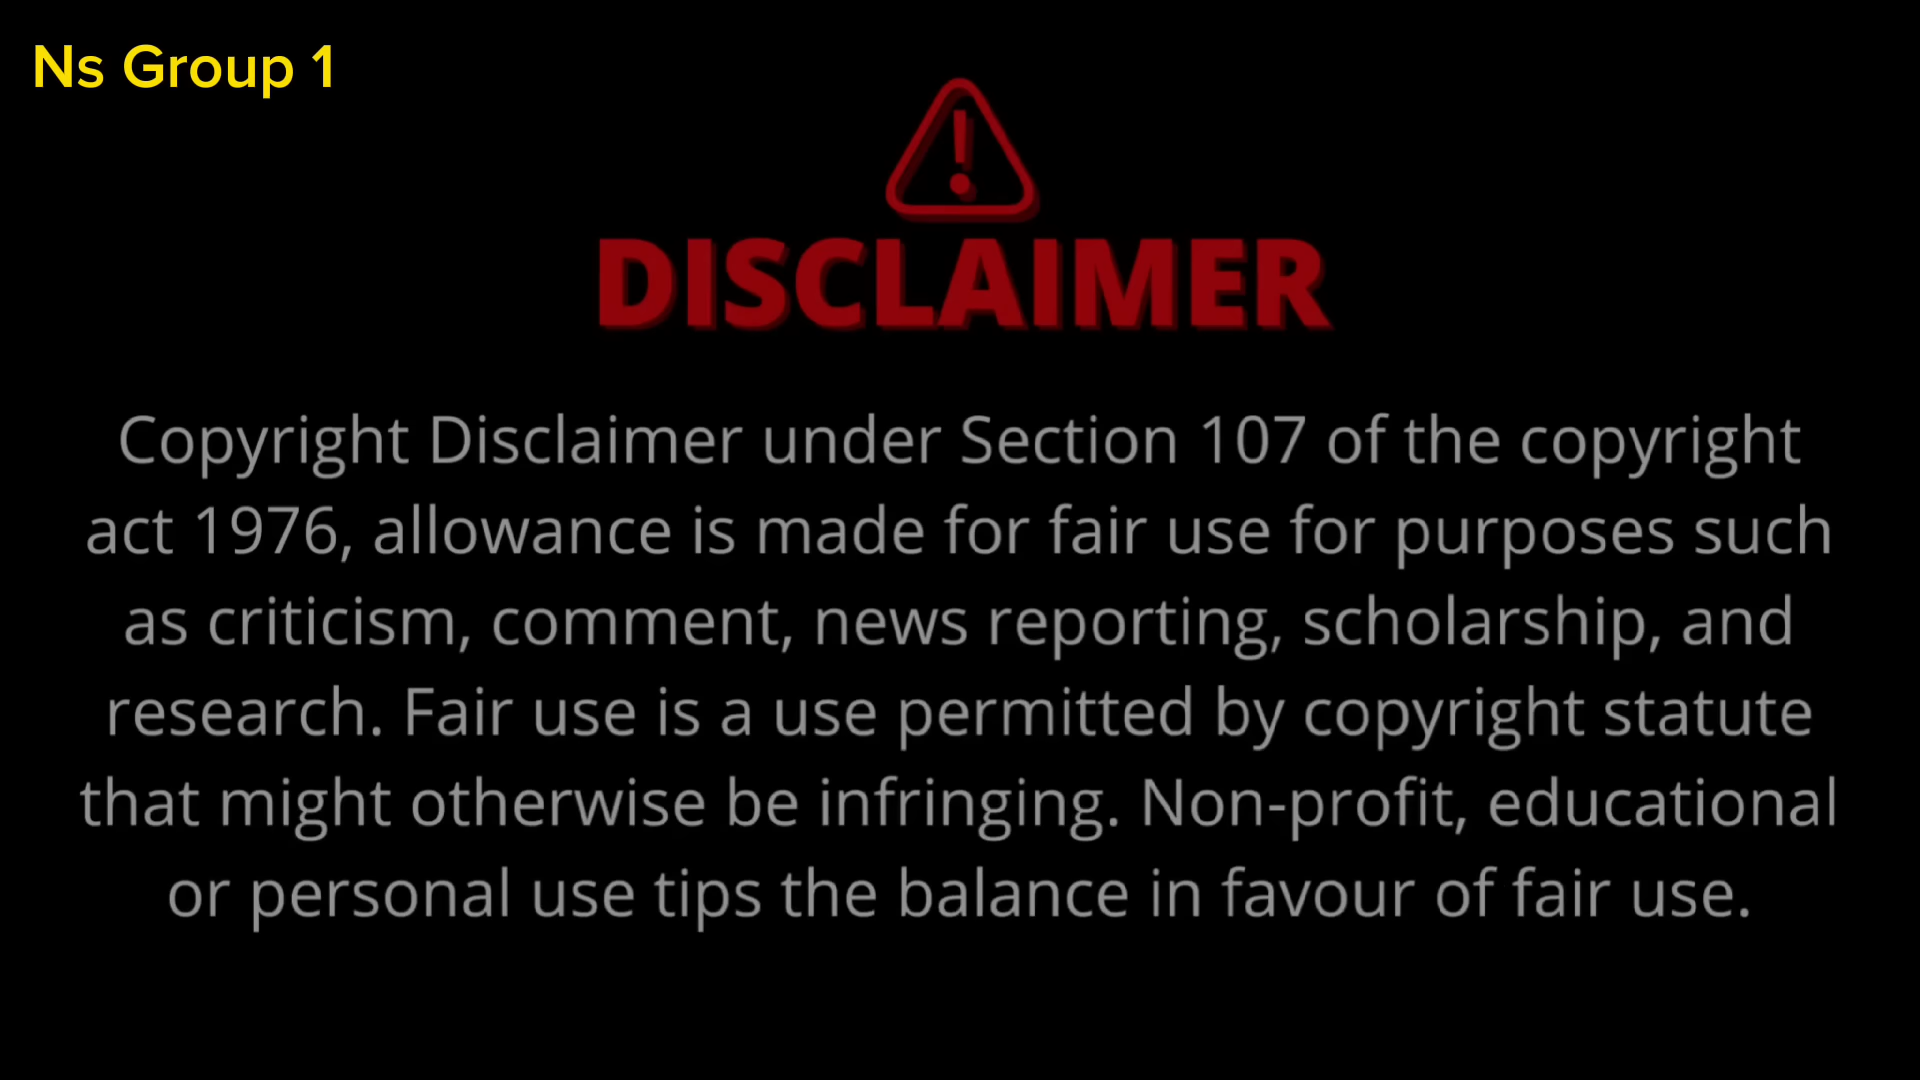 Ns Group 1
DISCLAIMER
Copyright Disclaimer under Section 107 of the copyright
act 1976, allowance is made for fair use for purposes such
as criticism, comment, news reporting, scholarship, and
research. Fair use is a use permitted by copyright statute
that might otherwise be infringing. Non-profit, educational
or personal use tips the balance in favour of fair use.